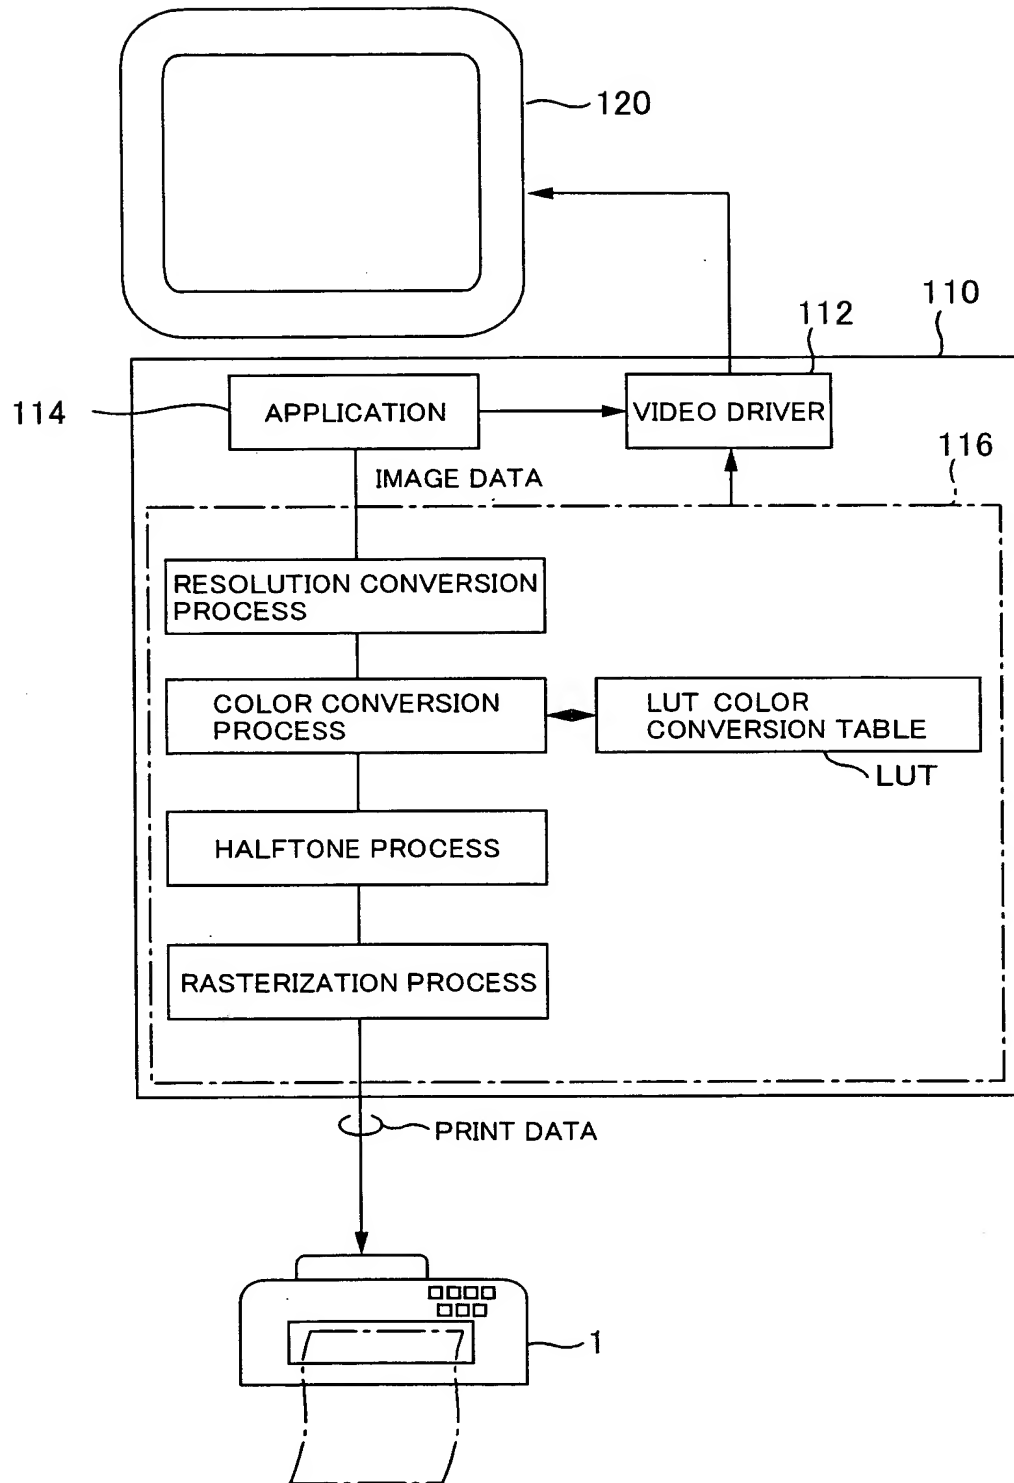 120
110
112
114
APPLICATION
VIDEO DRIVER
116
IMAGE DATA
RESOLUTION CONVERSION
PROCESS
COLOR CONVERSION
PROCESS
LUT COLOR
CONVERSION TABLE
LUT
HALFTONE PROCESS
RASTERIZATION PROCESS
PRINT DATA
1